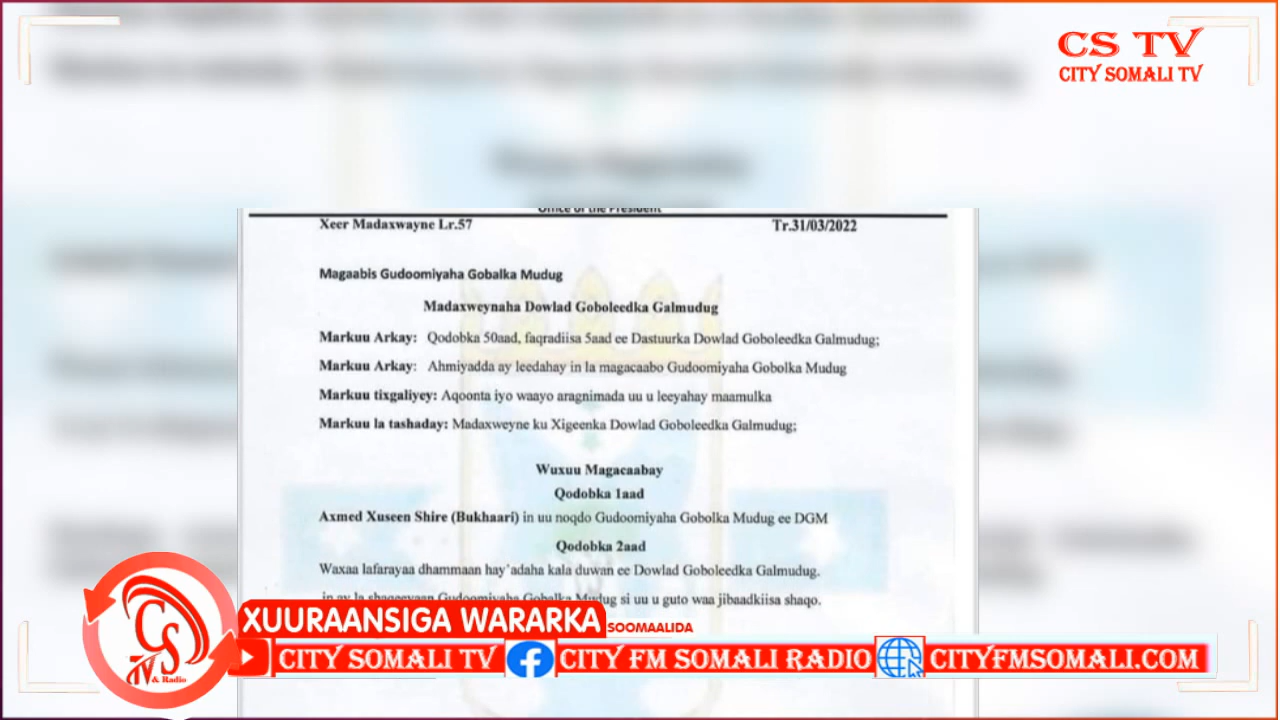 CS TV
CITY SOMALI TV
Office of the President
Xeer Madaxwayne Lr.57 Tr.31/03/2022
Magaabis Gudoomiyaha Gobalka Mudug
Madaxweynaha Dowlad Goboleedka Galmudug
Markuu Arkay: Qodobka 50aad, faqradiisa 5aad ee Dastuurka Dowlad Goboleedka Galmudug;
Markuu Arkay: Ahmiyadda ay leedahay in la magacaabo Gudoomiyaha Gobolka Mudug
Markuu tixgaliyey: Aqoonta iyo waayo aragnimada uu u leeyahay maamulka
Markuu la tashaday: Madaxweyne ku Xigeenka Dowlad Goboleedka Galmudug;
Wuxuu Magacaabay
Qodobka 1aad
Axmed Xuseen Shire (Bukhaari) in uu noqdo Gudoomiyaha Gobolka Mudug ee DGM
Qodobka 2aad
Waxaa lafarayaa dhammaan hay'adaha kala duwan ee Dowlad Goboleedka Galmudug.
in ay la shaqeeyaan Gudoomiyaha Gobalka Mudug si uu u guto waa jibaadkiisa shaqo.
XUURAANSIGA WARARKA
SOOMAALIDA
CS
TV & Radio
CITY SOMALI TV CITY FM SOMALI RADIO CITYFMSOMALI.COM